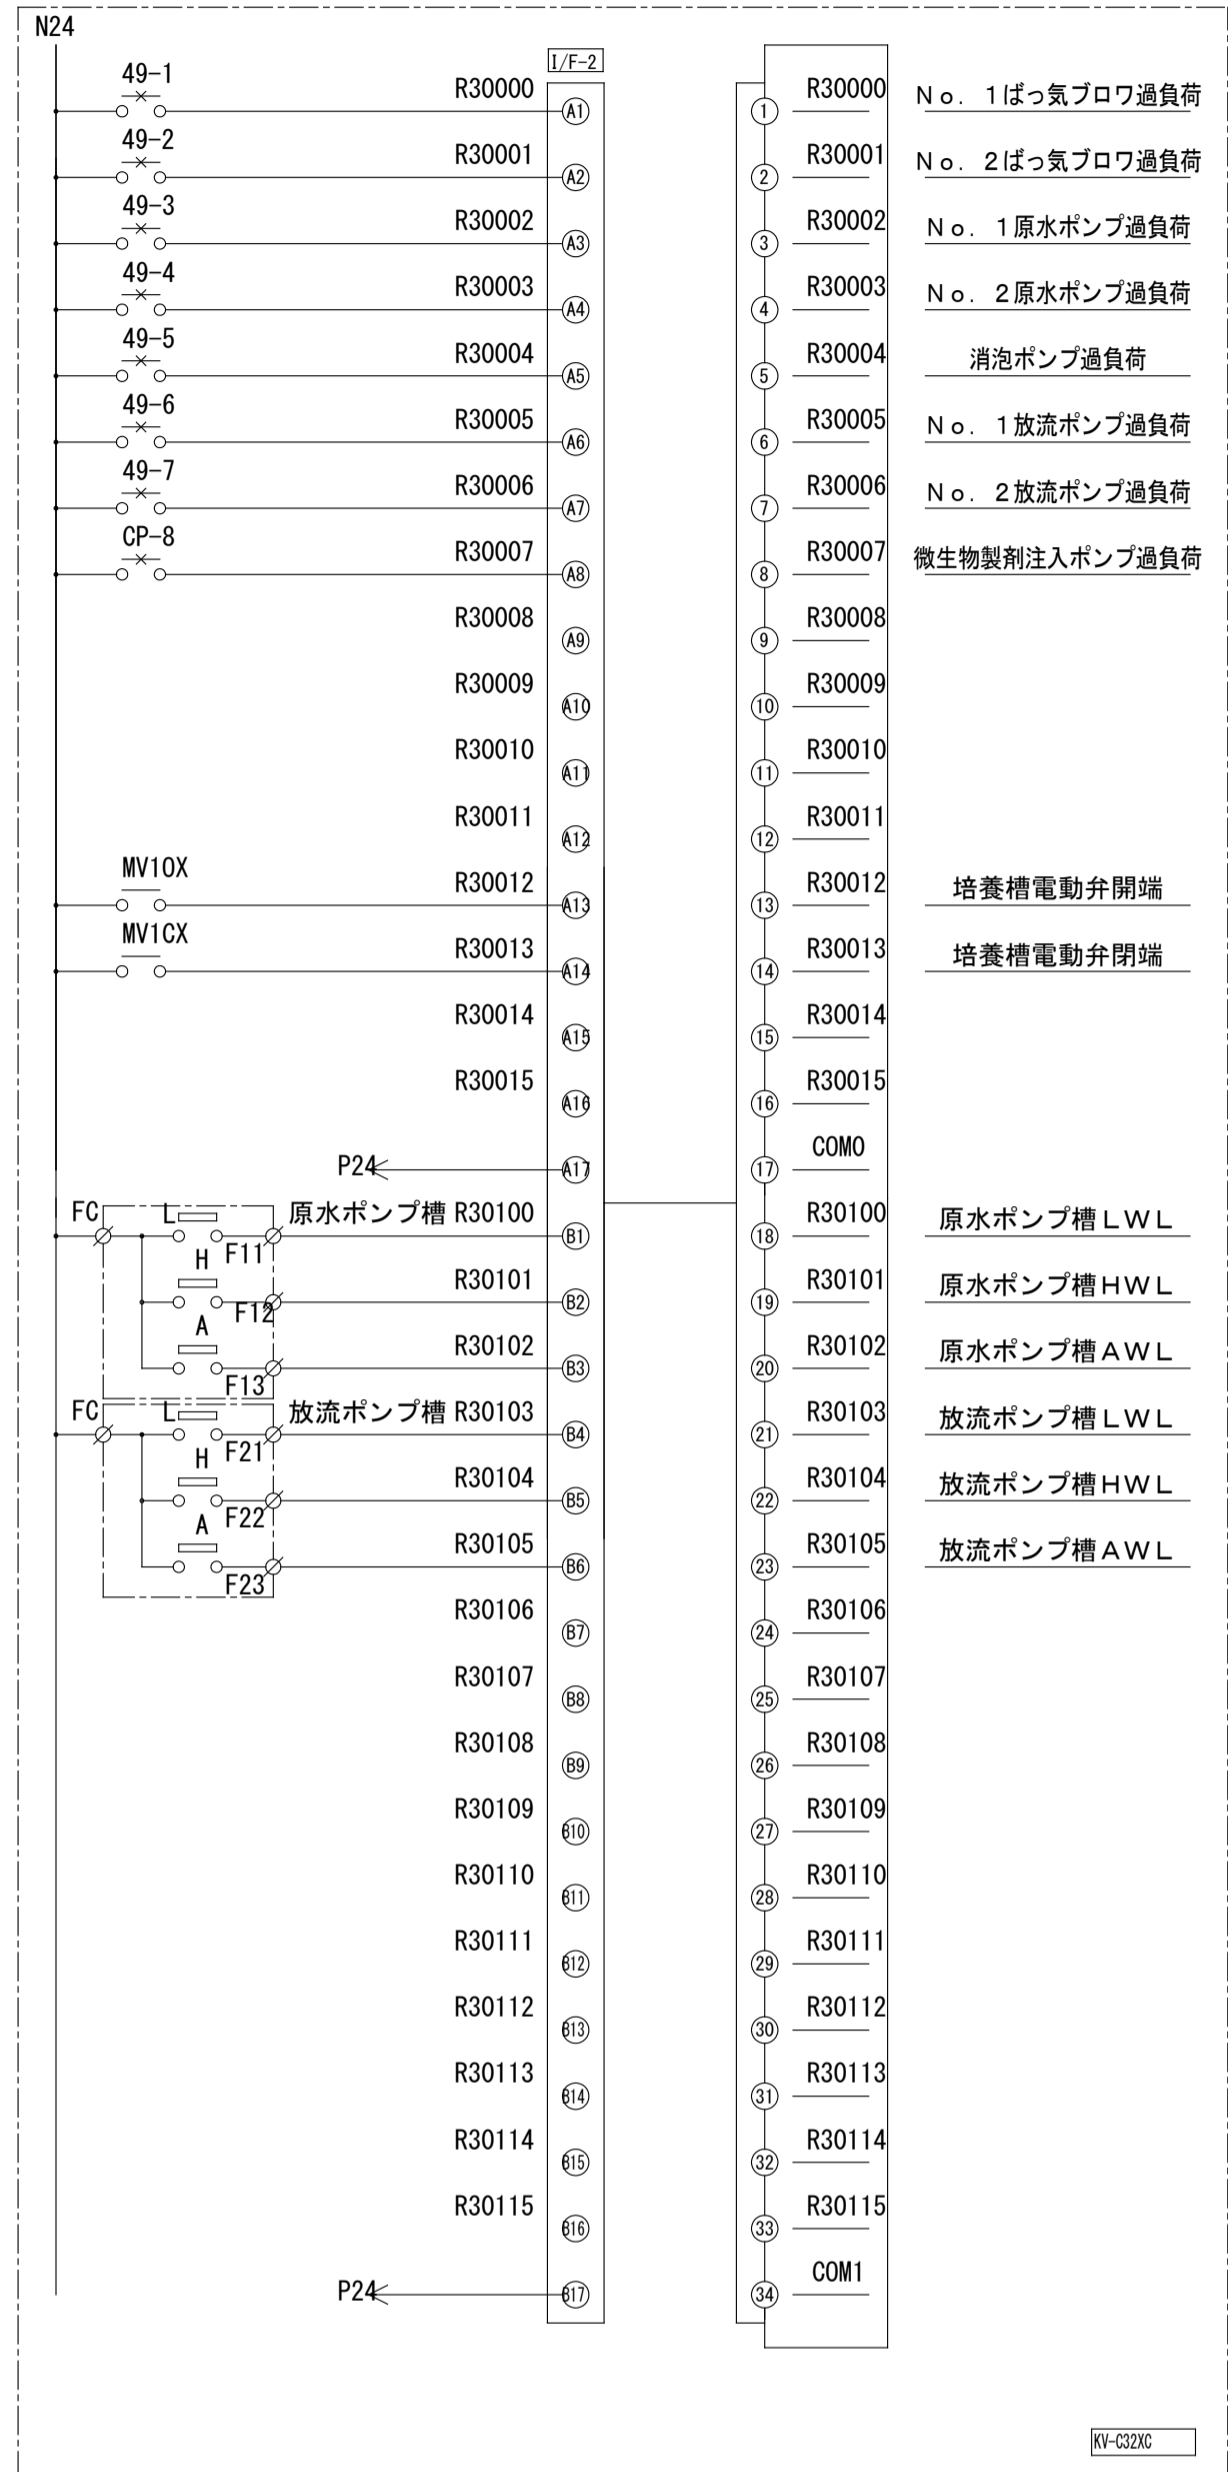 N24
I/F-2
49-1 R30000 A1 1 R30000 No. 1ばっ気ブロワ過負荷
49-2 R30001 A2 2 R30001 No. 2ばっ気ブロワ過負荷
49-3 R30002 A3 3 R30002 No. 1原水ポンプ過負荷
49-4 R30003 A4 4 R30003 No. 2原水ポンプ過負荷
49-5 R30004 A5 5 R30004 消泡ポンプ過負荷
49-6 R30005 A6 6 R30005 No. 1放流ポンプ過負荷
49-7 R30006 A7 7 R30006 No. 2放流ポンプ過負荷
CP-8 R30007 A8 8 R30007 微生物製剤注入ポンプ過負荷
R30008 A9 9 R30008
R30009 A10 10 R30009
R30010 A11 11 R30010
R30011 A12 12 R30011
MV1OX R30012 A13 13 R30012 培養槽電動弁開端
MV1CX R30013 A14 14 R30013 培養槽電動弁閉端
R30014 A15 15 R30014
R30015 A16 16 R30015
P24 A17 17 COM0
FC L F11 原水ポンプ槽 R30100 B1 18 R30100 原水ポンプ槽LWL
H F12 R30101 B2 19 R30101 原水ポンプ槽HWL
A F13 R30102 B3 20 R30102 原水ポンプ槽AWL
FC L F21 放流ポンプ槽 R30103 B4 21 R30103 放流ポンプ槽LWL
H F22 R30104 B5 22 R30104 放流ポンプ槽HWL
A F23 R30105 B6 23 R30105 放流ポンプ槽AWL
R30106 B7 24 R30106
R30107 B8 25 R30107
R30108 B9 26 R30108
R30109 B10 27 R30109
R30110 B11 28 R30110
R30111 B12 29 R30111
R30112 B13 30 R30112
R30113 B14 31 R30113
R30114 B15 32 R30114
R30115 B16 33 R30115
P24 B17 34 COM1
KV-C32XC